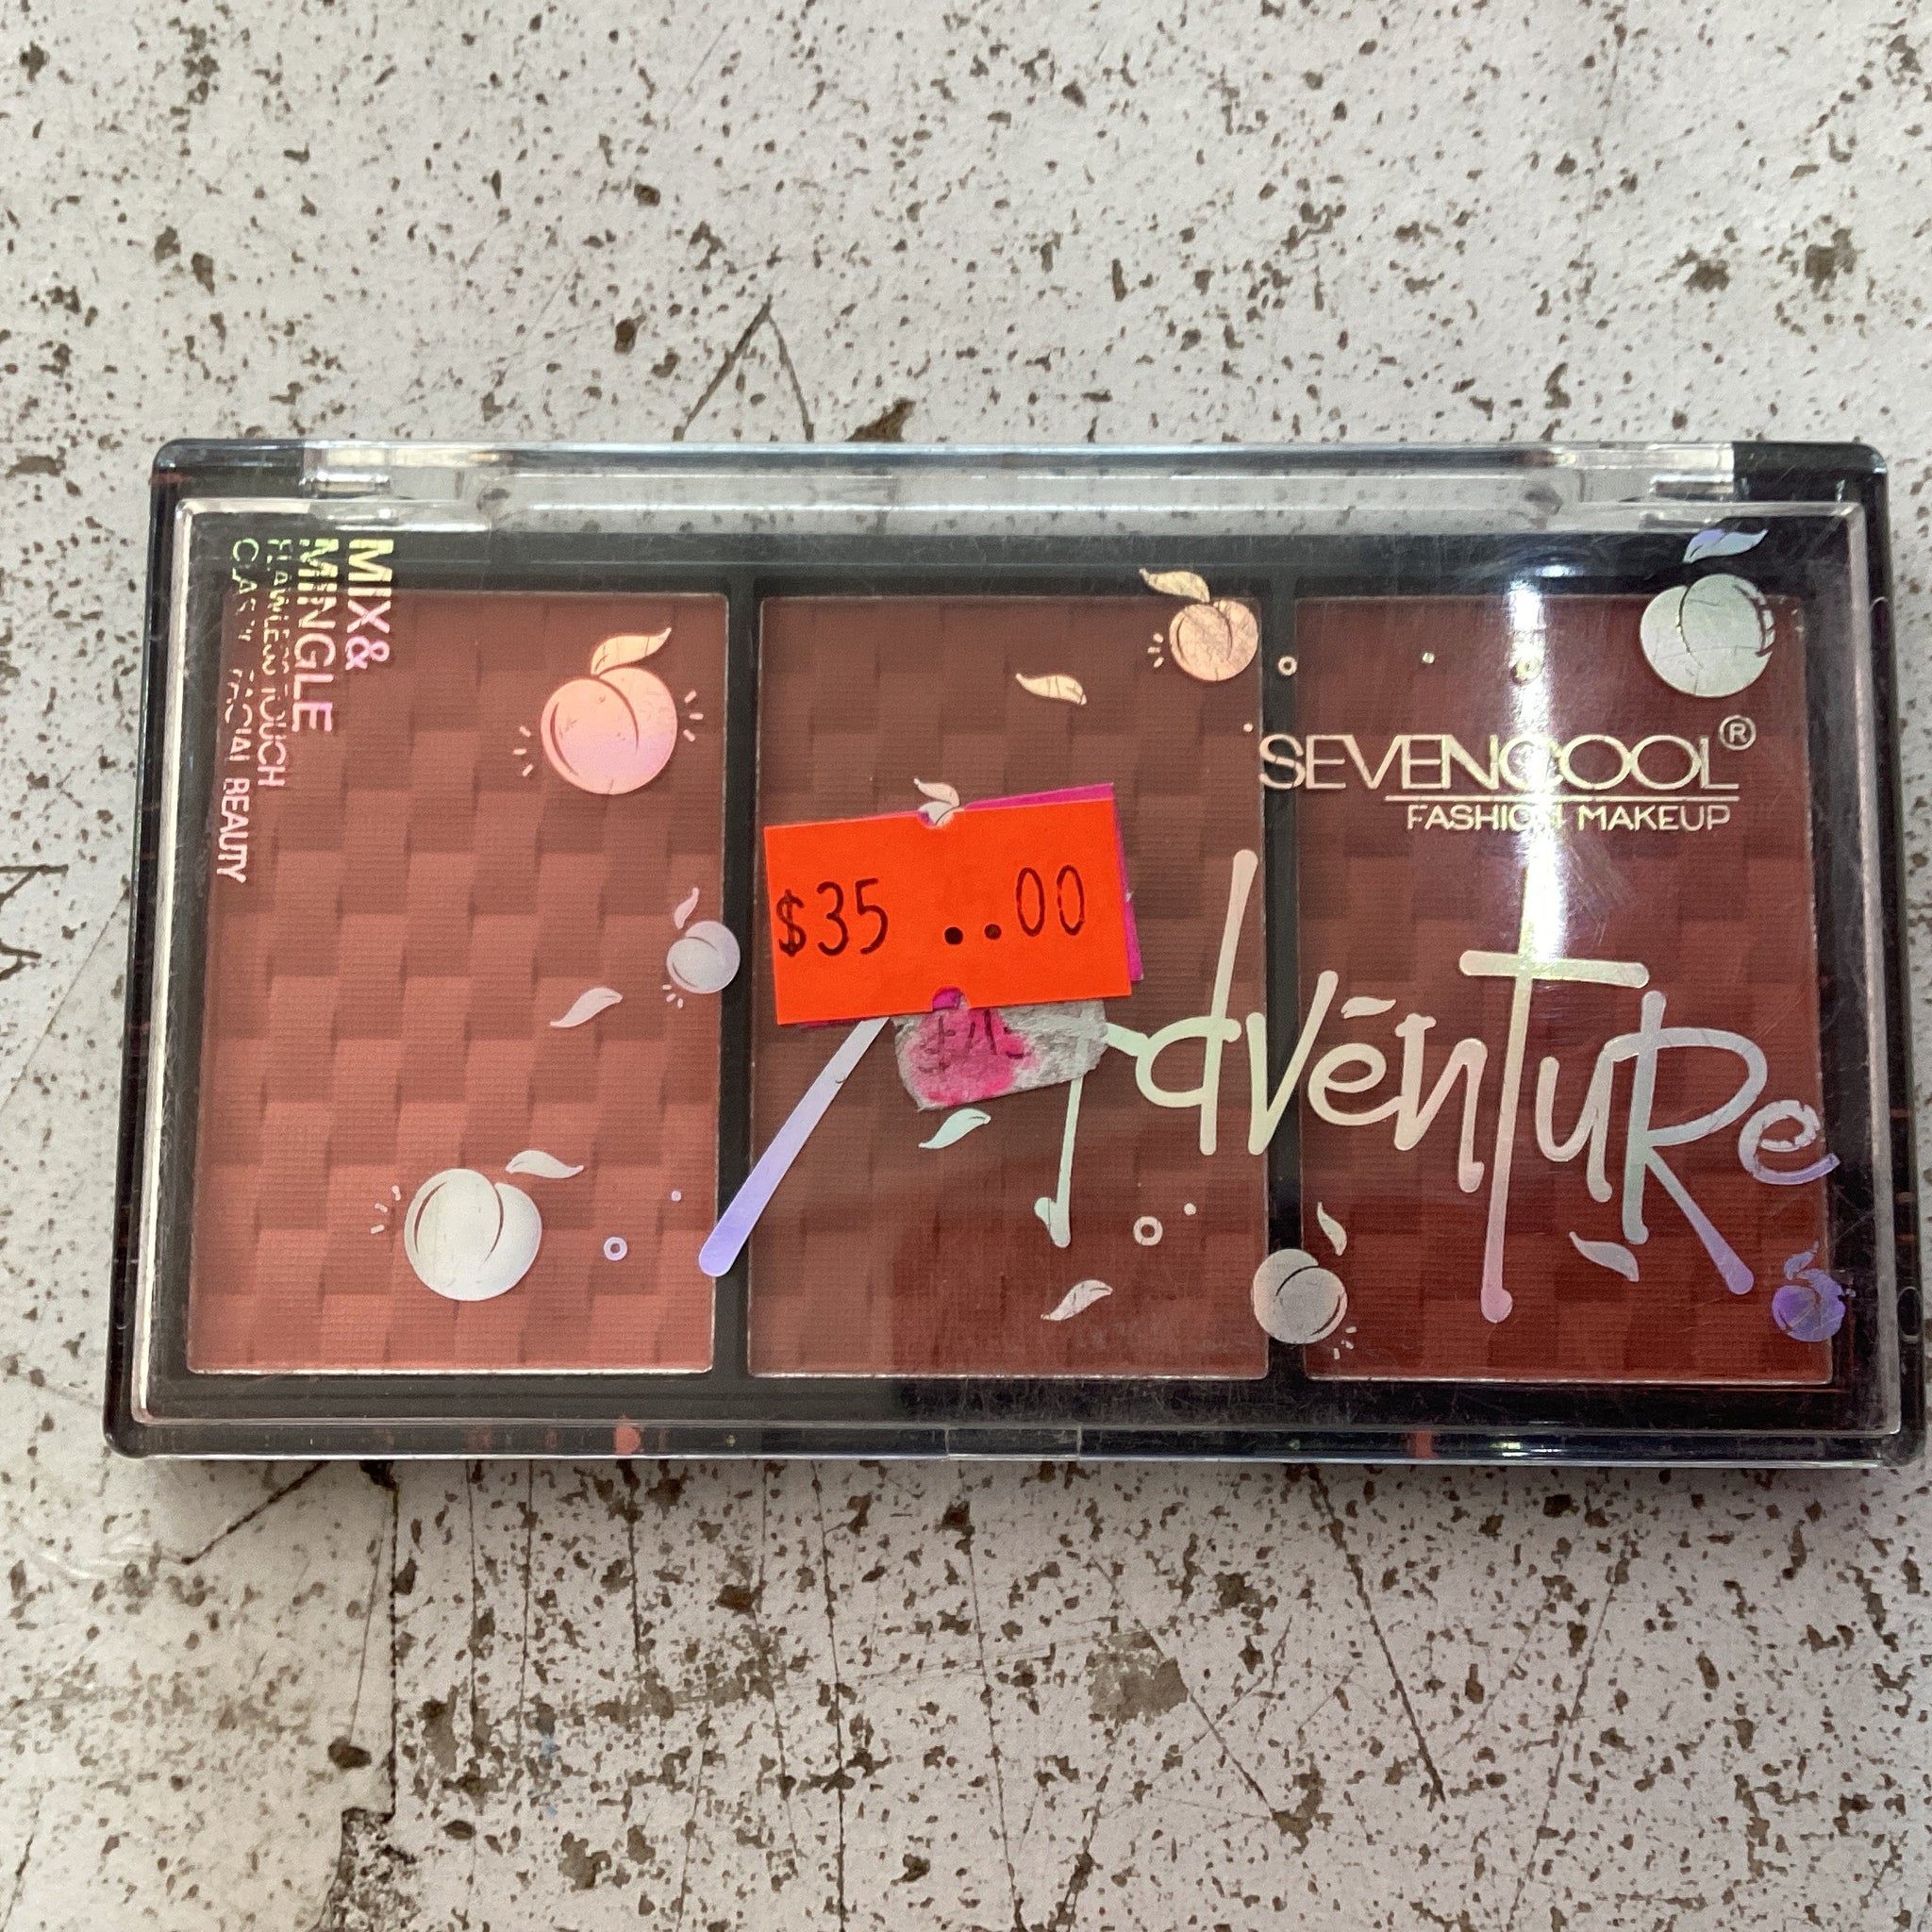 MIX&
MINGLE
FLAWLESS TOUCH
CLASSY FACIAL BEAUTY
SEVENCOOL®
FASHION MAKEUP
$35 ..00
Adventure